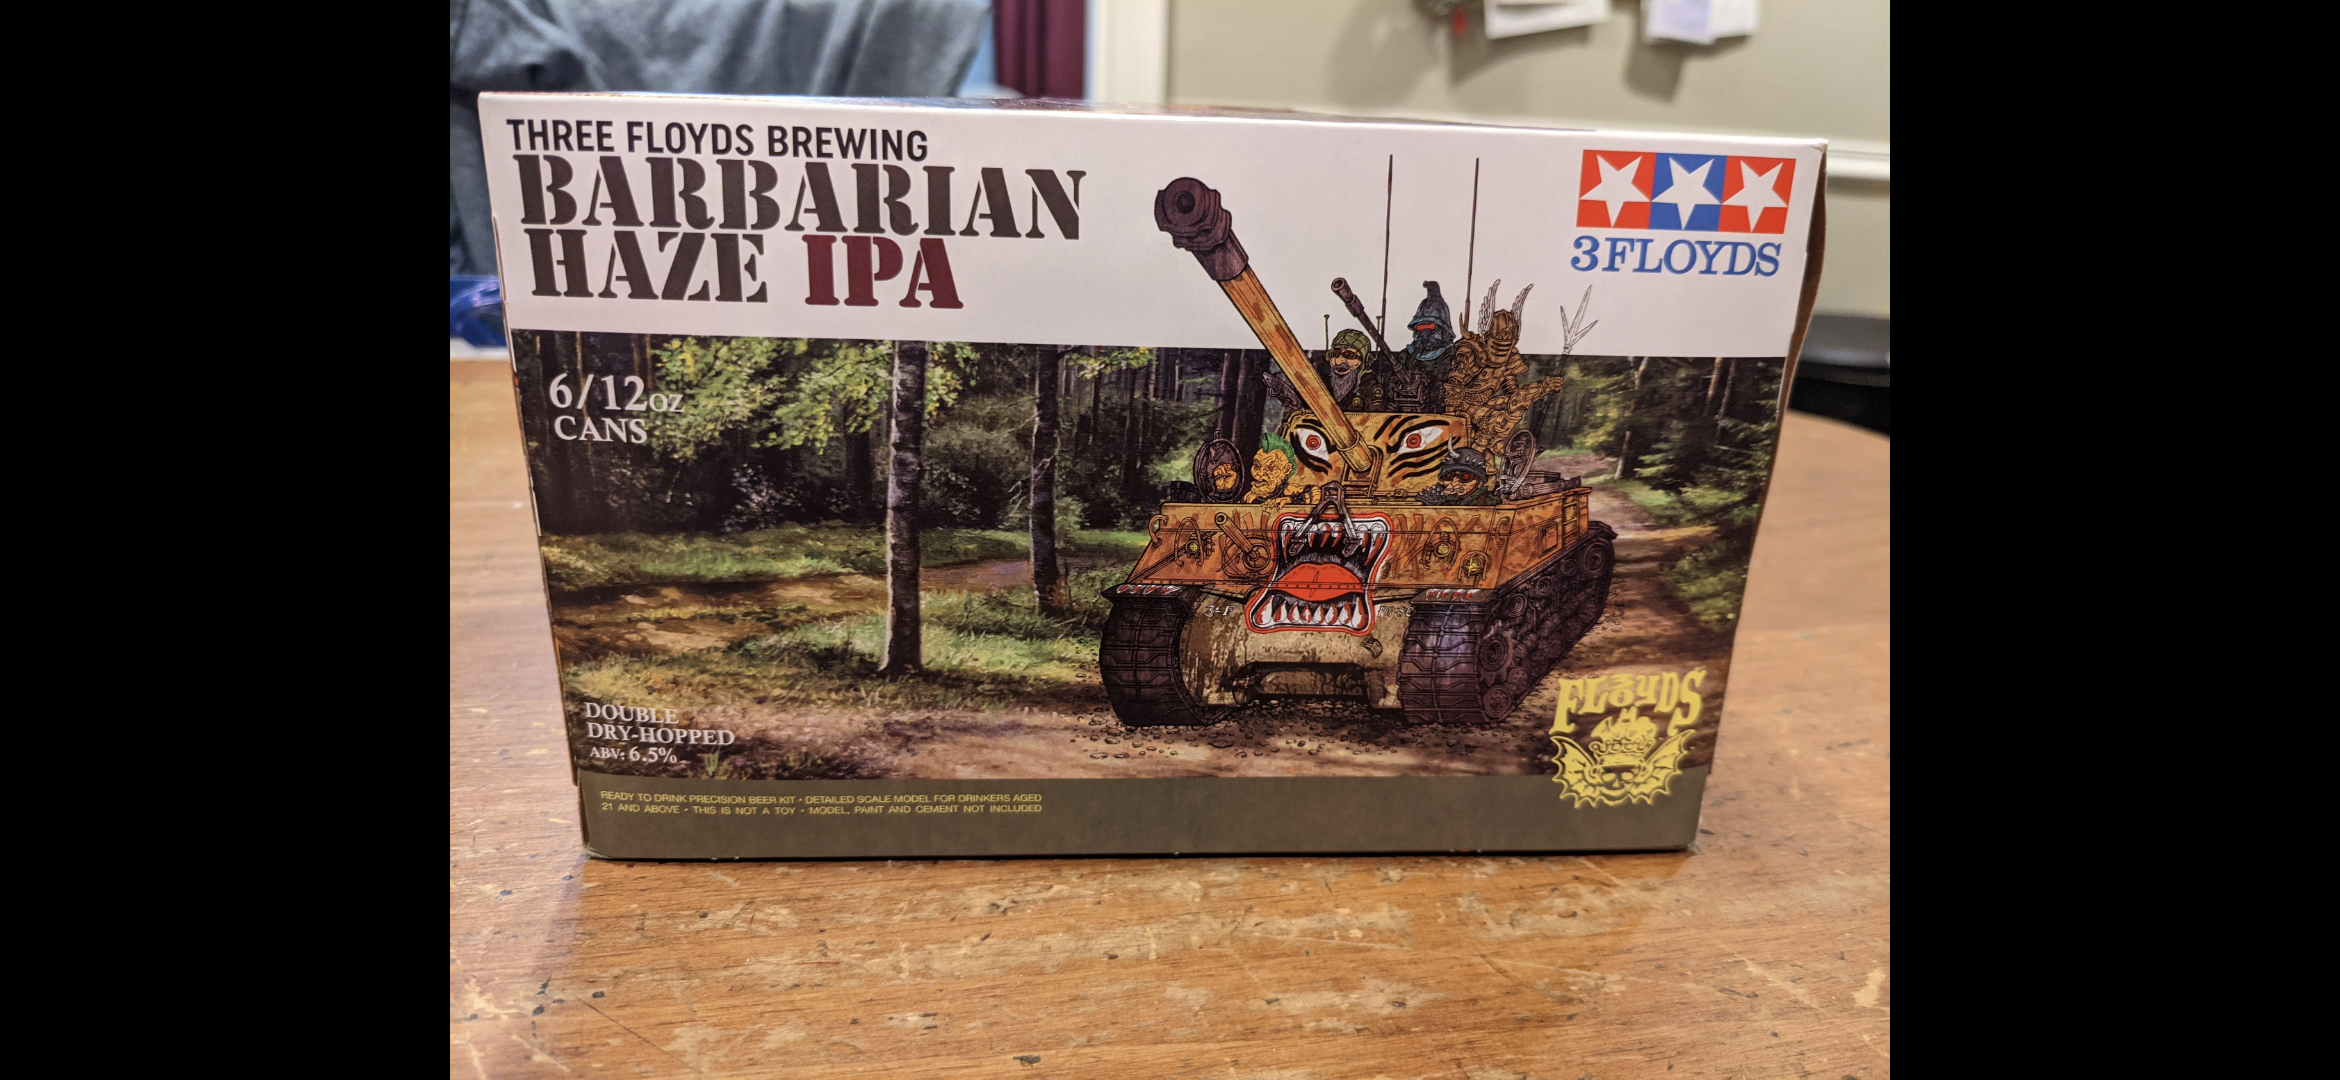 THREE FLOYDS BREWING
BARBARIAN
HAZE IPA
3FLOYDS
6/12oz
CANS
DOUBLE
DRY-HOPPED
ABV: 6.5%
FLOYDS
READY TO DRINK PRECISION BEER KIT • DETAILED SCALE MODEL FOR DRINKERS AGED
21 AND ABOVE • THIS IS NOT A TOY • MODEL, PAINT AND CEMENT NOT INCLUDED